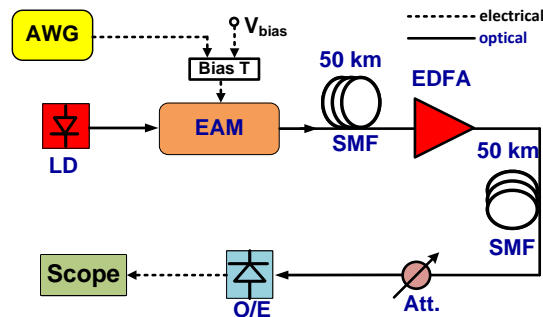 electrical
optical
AWG
Vbias
Bias T
50 km
EDFA
LD
EAM
SMF
50 km
SMF
Scope
O/E
Att.